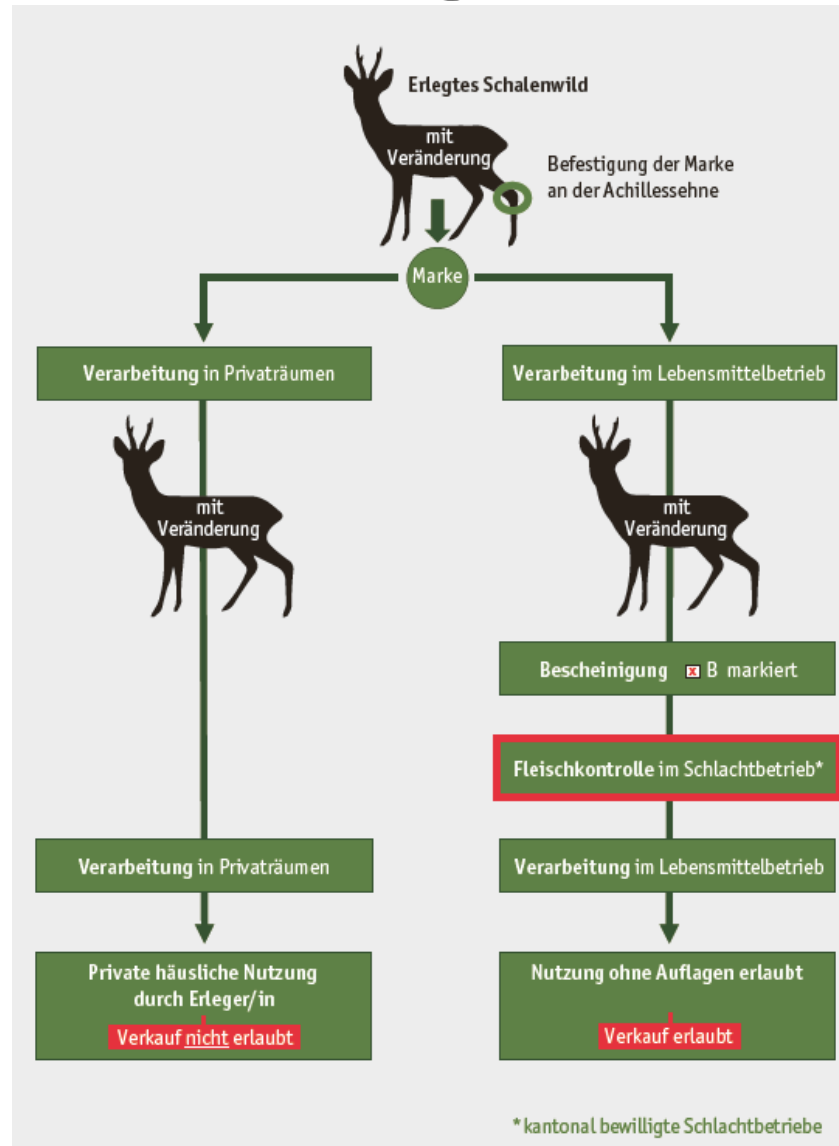 Erlegtes Schalenwild
mit
Veränderung
Befestigung der Marke
an der Achillessehne
Marke
Verarbeitung in Privaträumen
Verarbeitung im Lebensmittelbetrieb
mit
Veränderung
mit
Veränderung
Bescheinigung x B markiert
Fleischkontrolle im Schlachtbetrieb*
Verarbeitung in Privaträumen
Verarbeitung im Lebensmittelbetrieb
Private häusliche Nutzung
durch Erleger/in
Verkauf nicht erlaubt
Nutzung ohne Auflagen erlaubt
Verkauf erlaubt
* kantonal bewilligte Schlachtbetriebe